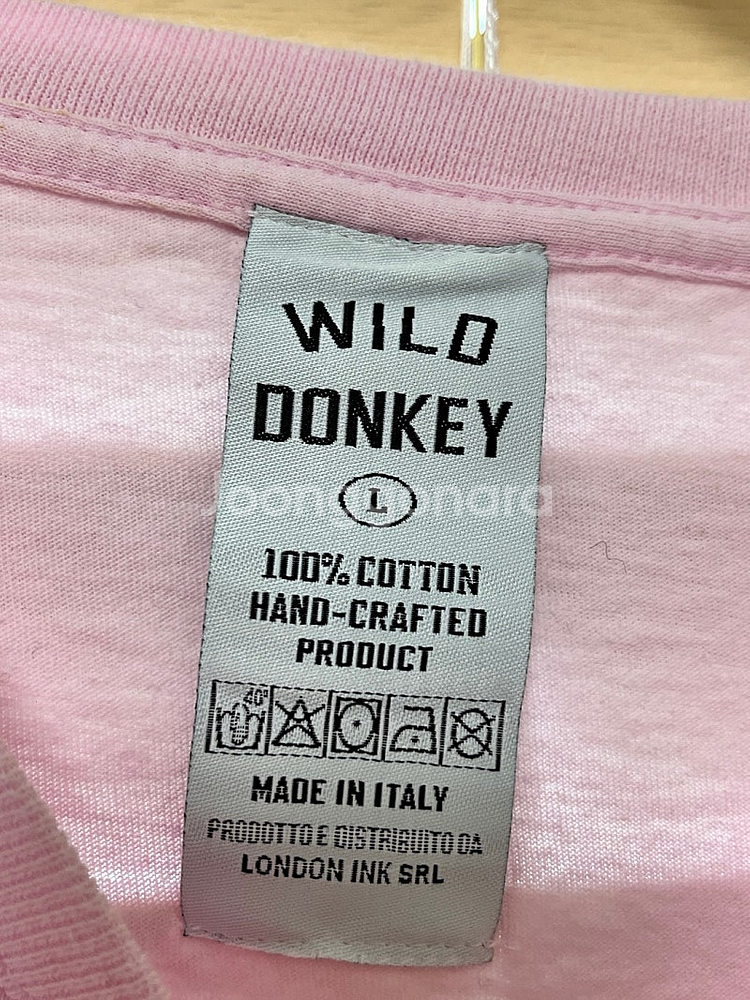 WILD
DONKEY
L
100% COTTON
HAND-CRAFTED
PRODUCT
40°
MADE IN ITALY
PRODOTTO E DISTRIBUITO DA
LONDON INK SRL